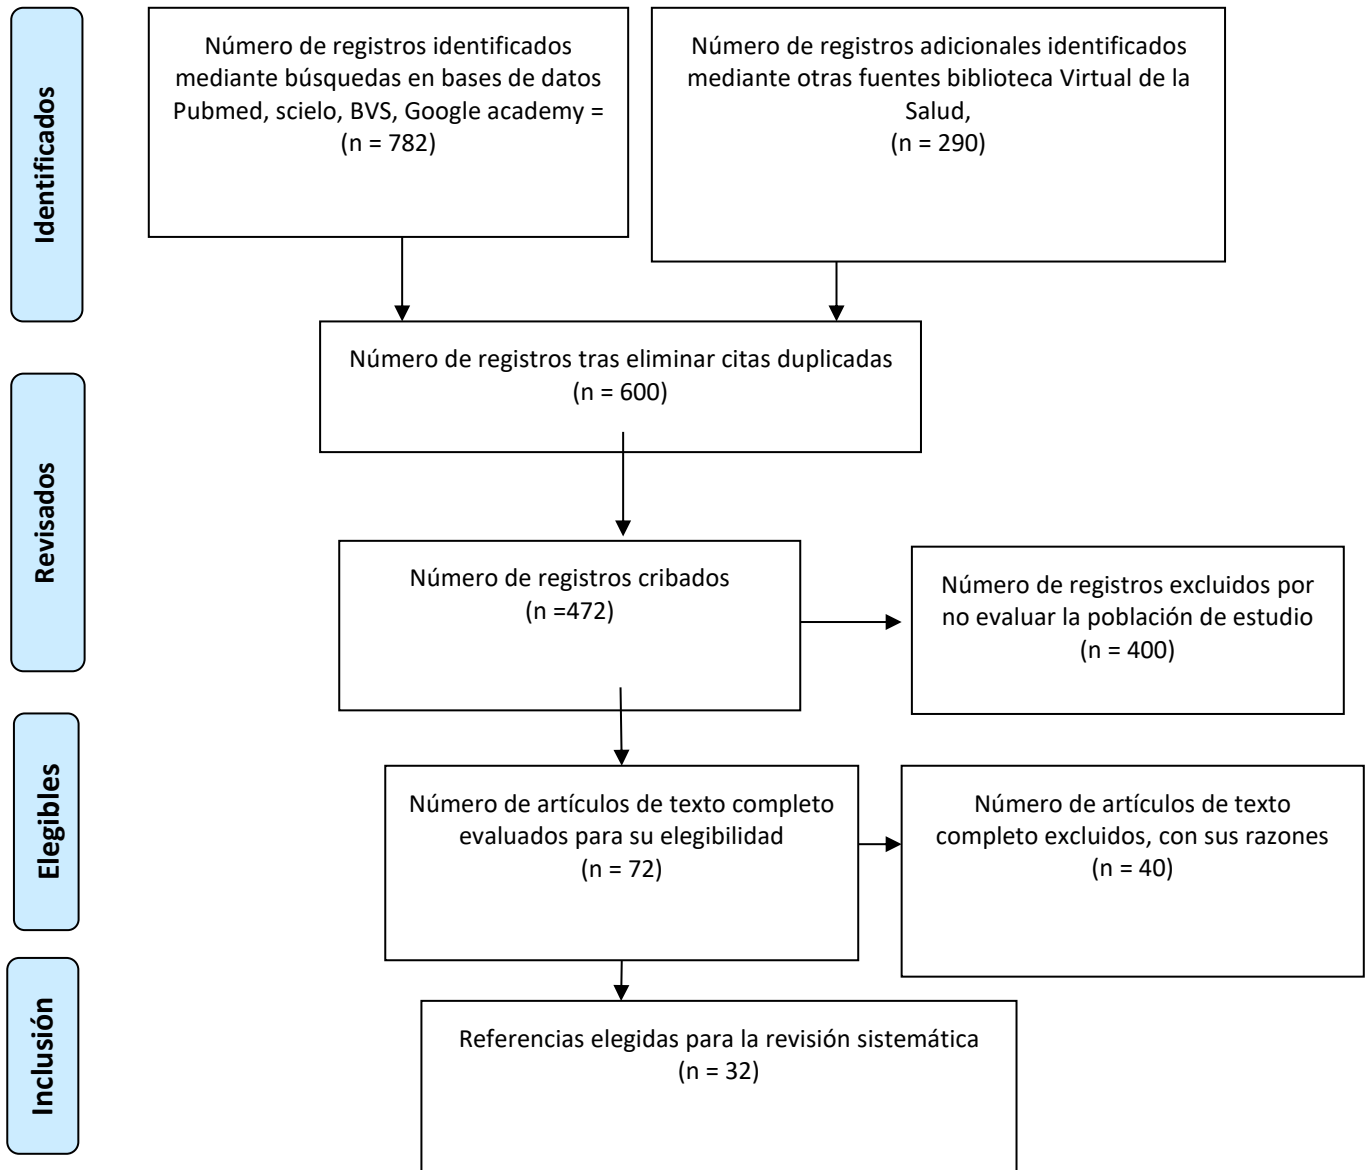 Identificados
Número de registros identificados
mediante búsquedas en bases de datos
Pubmed, scielo, BVS, Google academy =
(n = 782)
Número de registros adicionales identificados
mediante otras fuentes biblioteca Virtual de la
Salud,
(n = 290)
Número de registros tras eliminar citas duplicadas
(n = 600)
Revisados
Número de registros cribados
(n =472)
Número de registros excluidos por
no evaluar la población de estudio
(n = 400)
Elegibles
Número de artículos de texto completo
evaluados para su elegibilidad
(n = 72)
Número de artículos de texto
completo excluidos, con sus razones
(n = 40)
Inclusión
Referencias elegidas para la revisión sistemática
(n = 32)